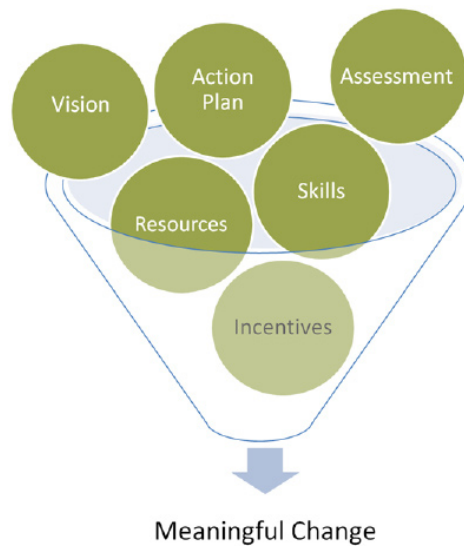 Vision
Action
Plan
Assessment
Resources
Skills
Incentives
Meaningful Change